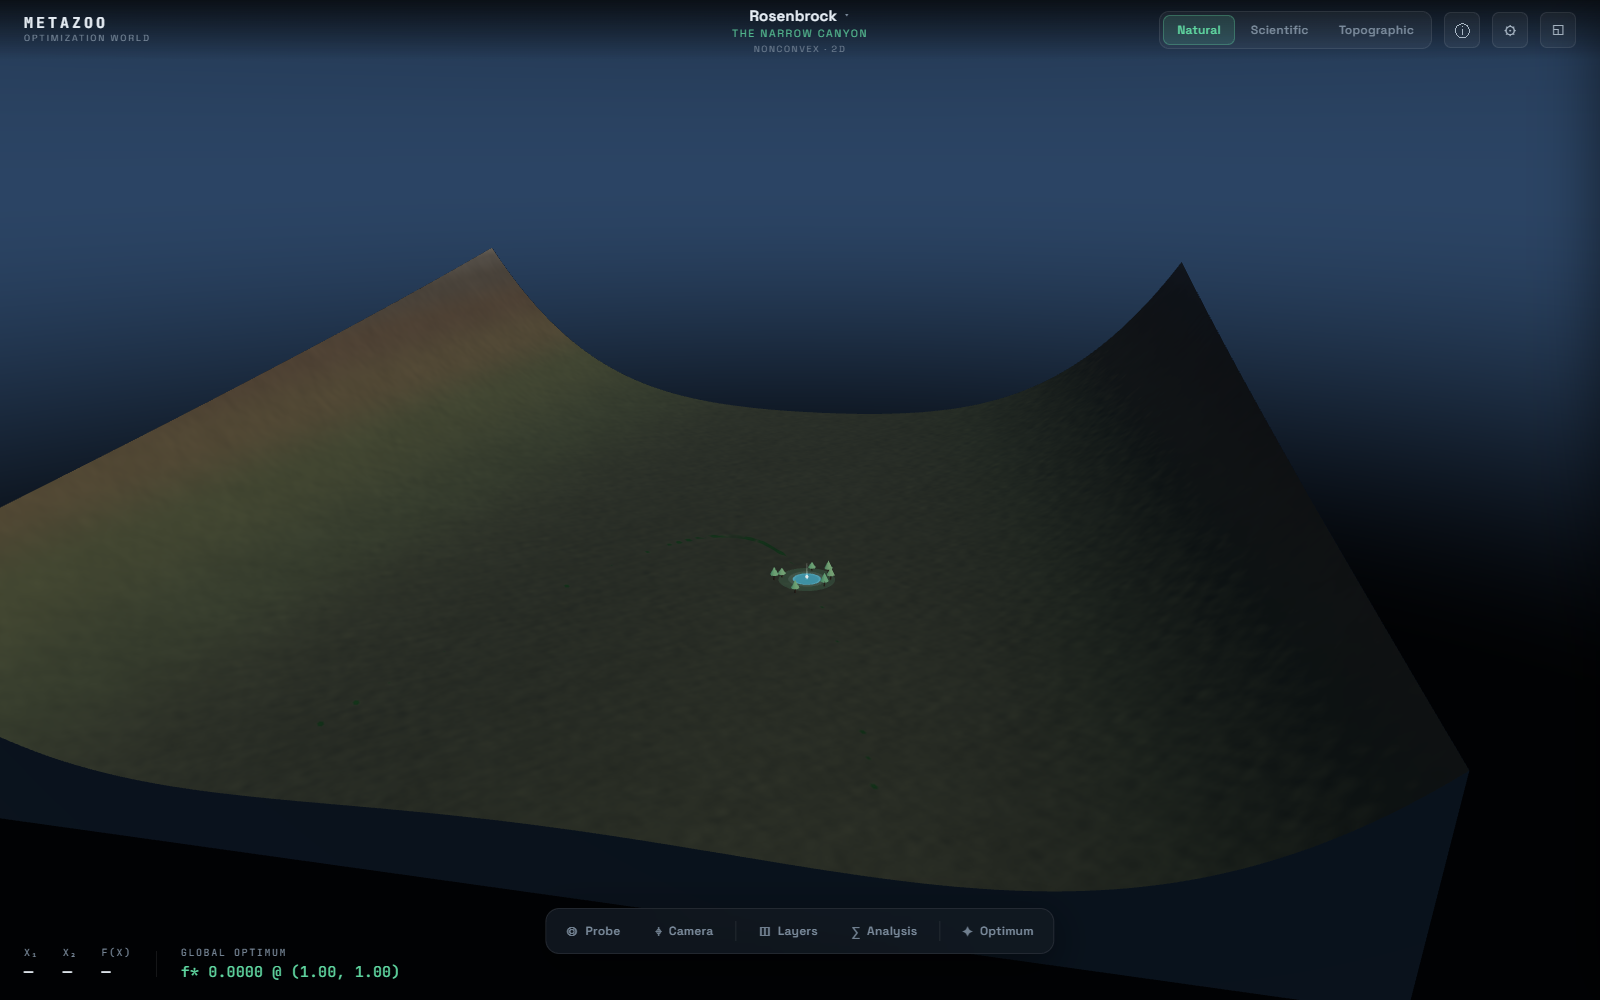 METAZOO
OPTIMIZATION WORLD
Rosenbrock
THE NARROW CANYON
NONCONVEX · 2D
Natural
Scientific
Topographic
Probe
Camera
Layers
∑ Analysis
Optimum
X₁
X₂
F(X)
— — —
GLOBAL OPTIMUM
f* 0.0000 @ (1.00, 1.00)